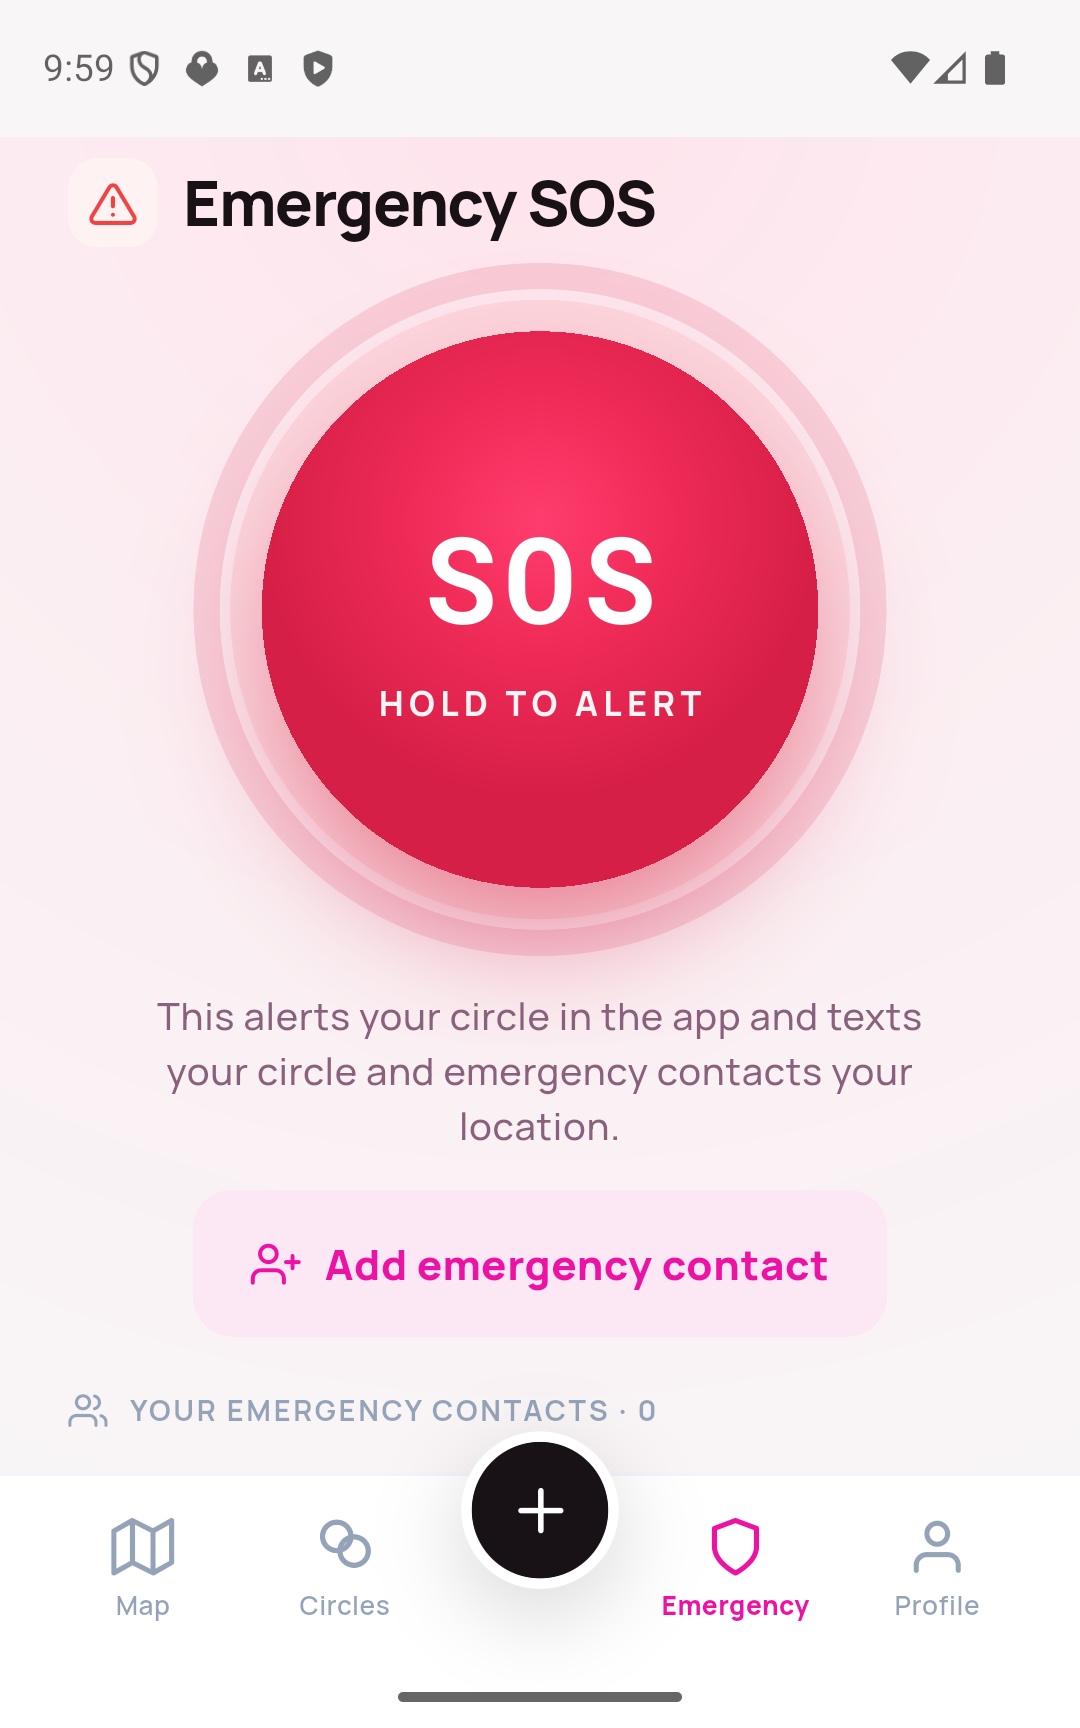 9:59
Emergency SOS
SOS
HOLD TO ALERT
This alerts your circle in the app and texts
your circle and emergency contacts your
location.
Add emergency contact
YOUR EMERGENCY CONTACTS · 0
Map
Circles
Emergency
Profile